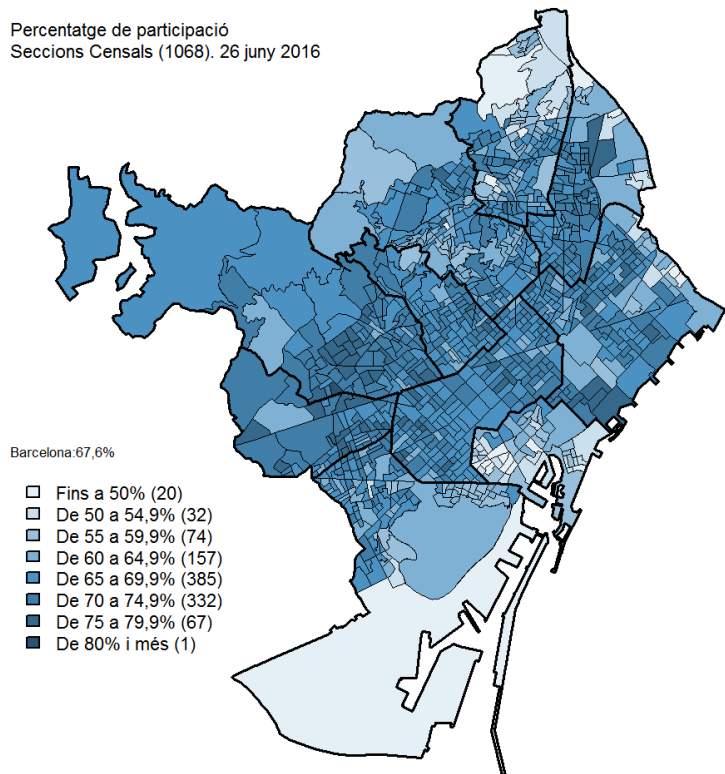 Percentatge de participació
Seccions Censals (1068). 26 juny 2016
Barcelona:67,6%
Fins a 50% (20)
De 50 a 54,9% (32)
De 55 a 59,9% (74)
De 60 a 64,9% (157)
De 65 a 69,9% (385)
De 70 a 74,9% (332)
De 75 a 79,9% (67)
De 80% i més (1)